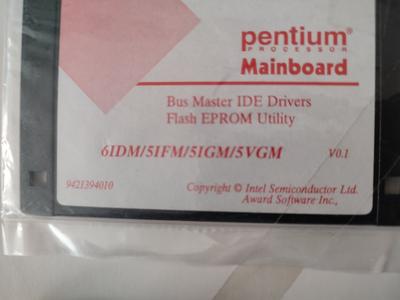 pentium®
PROCESSOR
Mainboard
Bus Master IDE Drivers
Flash EPROM Utility
6IDM/5IFM/5IGM/5VGM V0.1
9421394010
Copyright © Intel Semiconductor Ltd.
Award Software Inc.,